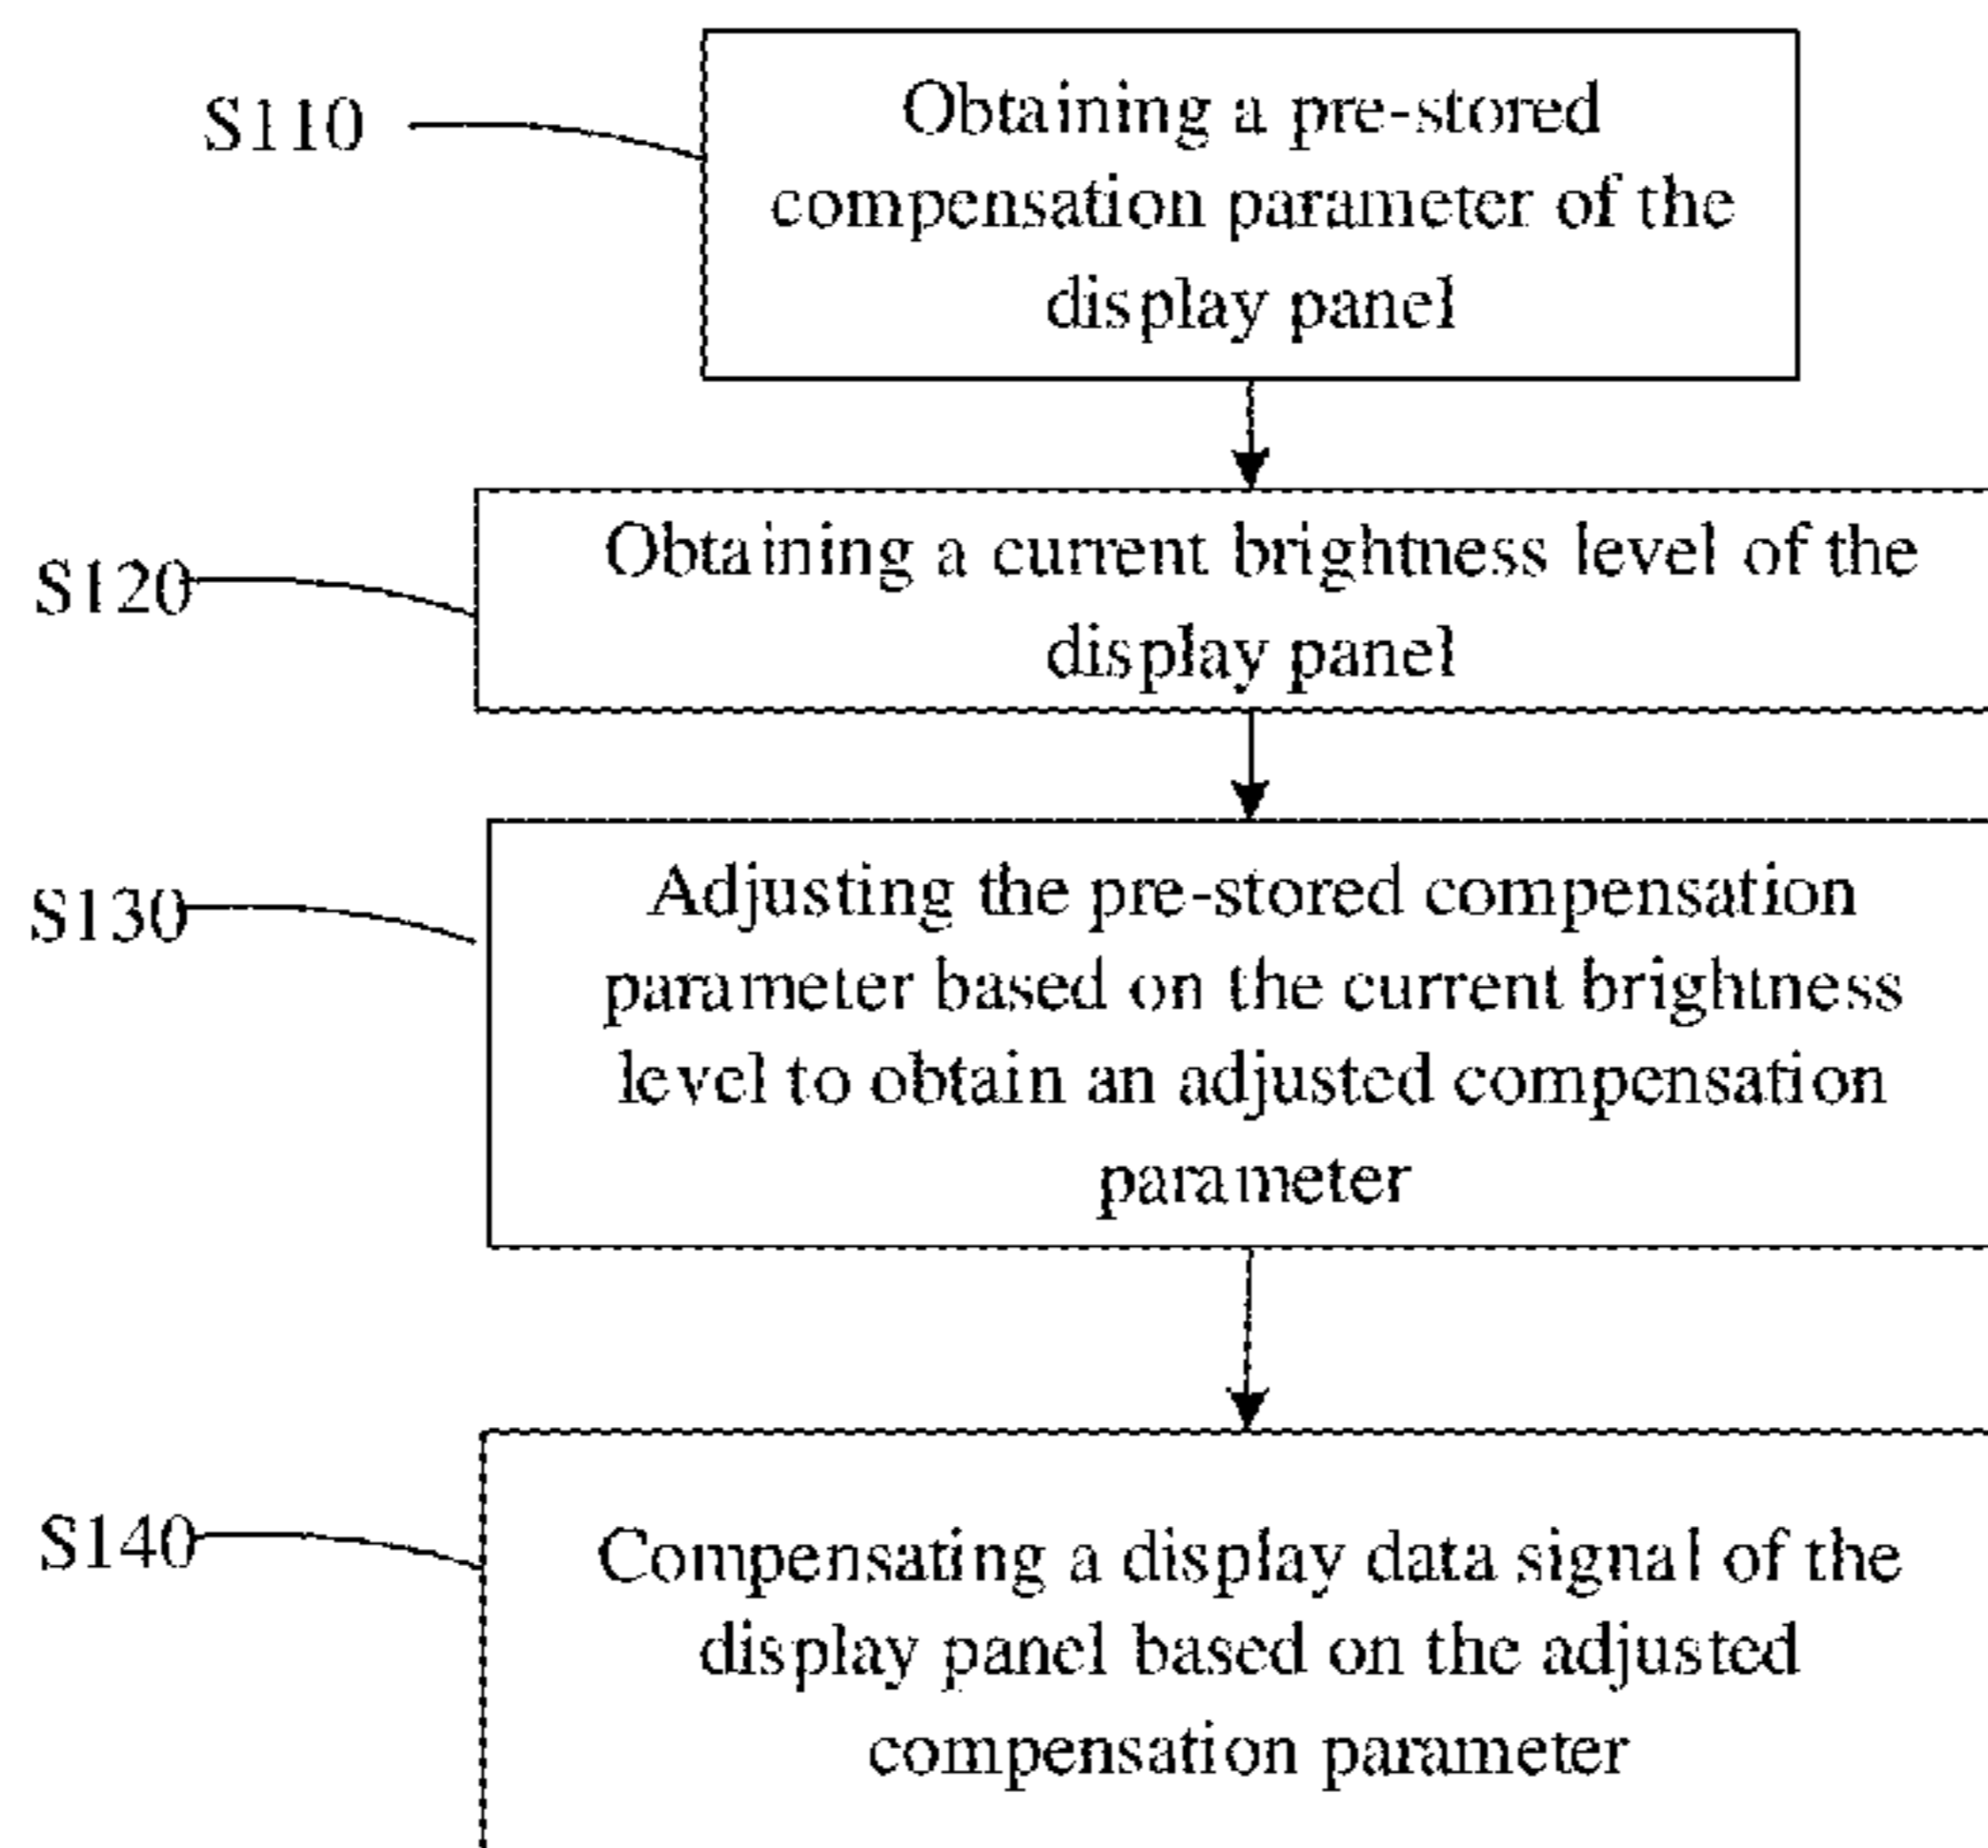 S110
Obtaining a pre-stored
compensation parameter of the
display panel
S120
Obtaining a current brightness level of the
display panel
S130
Adjusting the pre-stored compensation
parameter based on the current brightness
level to obtain an adjusted compensation
parameter
S140
Compensating a display data signal of the
display panel based on the adjusted
compensation parameter